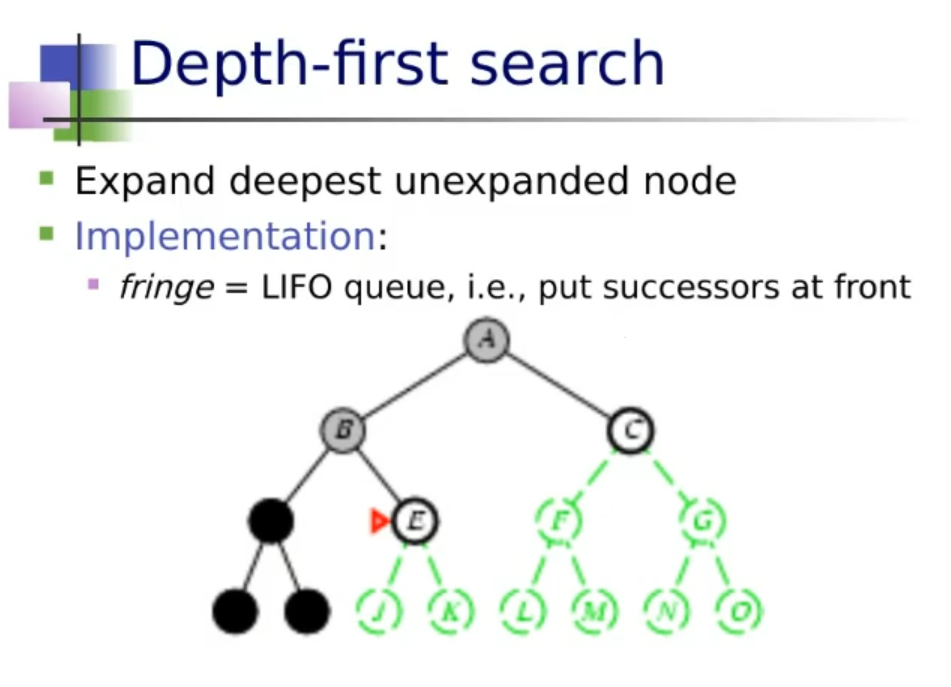 Depth-first search
Expand deepest unexpanded node
Implementation:
fringe = LIFO queue, i.e., put successors at front
A
B C
E F G
J K L M N O